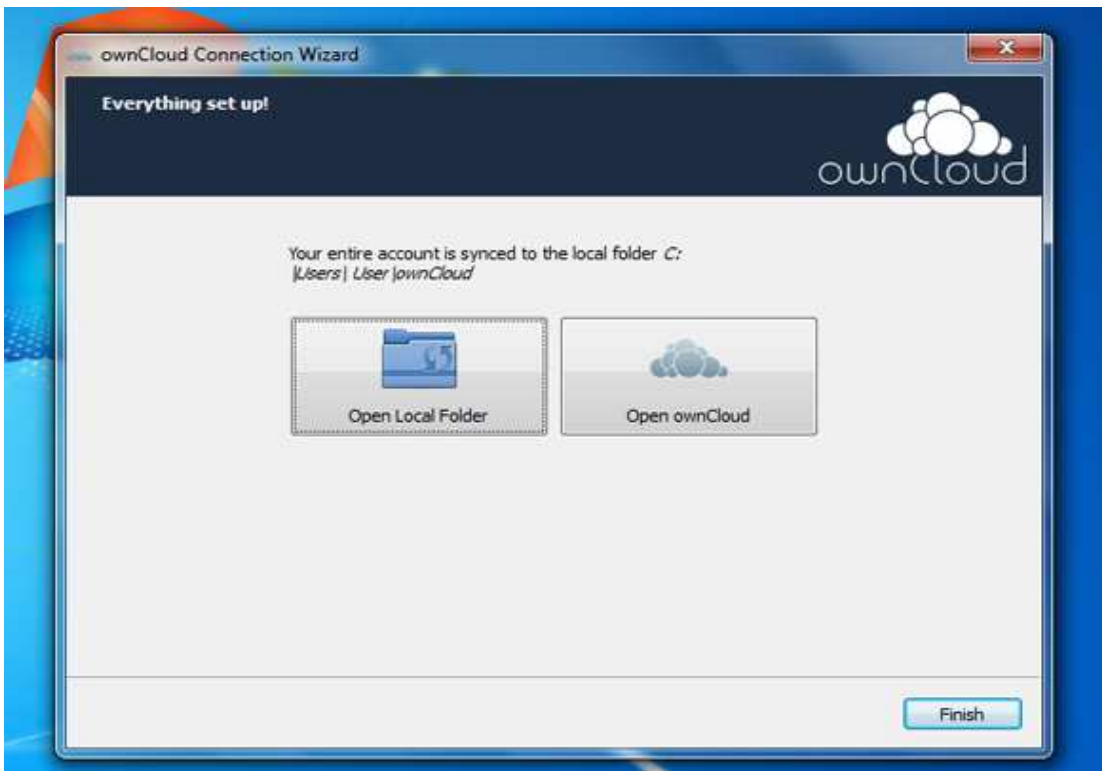 ownCloud Connection Wizard
Everything set up!
ownCloud
Your entire account is synced to the local folder C:
\Users\ User \ownCloud
Open Local Folder
Open ownCloud
Finish